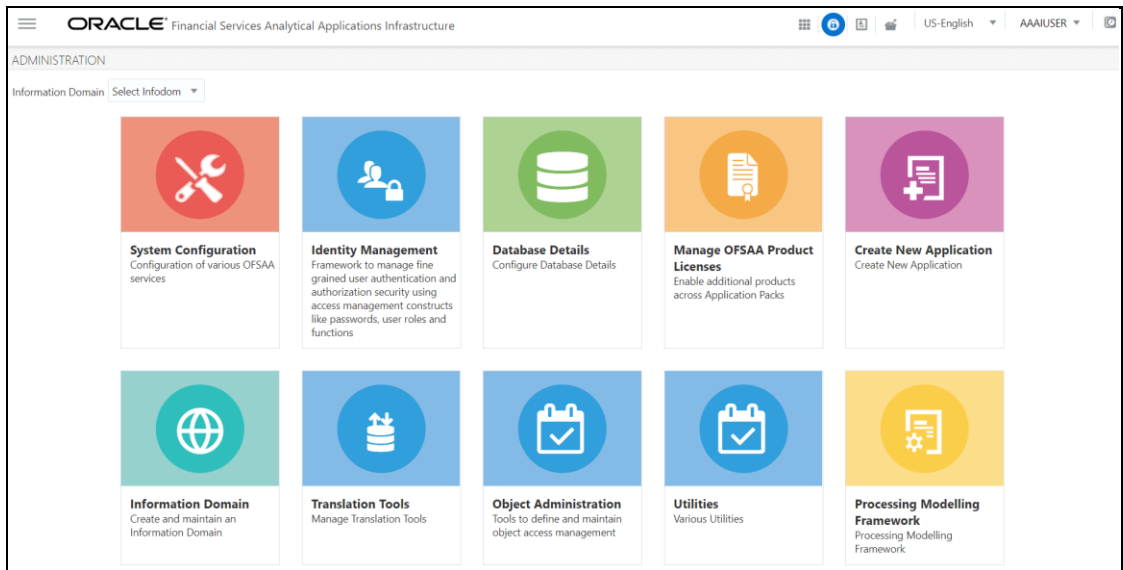 ORACLE® Financial Services Analytical Applications Infrastructure
US-English
AAAIUSER
ADMINISTRATION
Information Domain Select Infodom
System Configuration
Configuration of various OFSAA
services
Identity Management
Framework to manage fine
grained user authentication and
authorization security using
access management constructs
like passwords, user roles and
functions
Database Details
Configure Database Details
Manage OFSAA Product
Licenses
Enable additional products
across Application Packs
Create New Application
Create New Application
Information Domain
Create and maintain an
Information Domain
Translation Tools
Manage Translation Tools
Object Administration
Tools to define and maintain
object access management
Utilities
Various Utilities
Processing Modelling
Framework
Processing Modelling
Framework